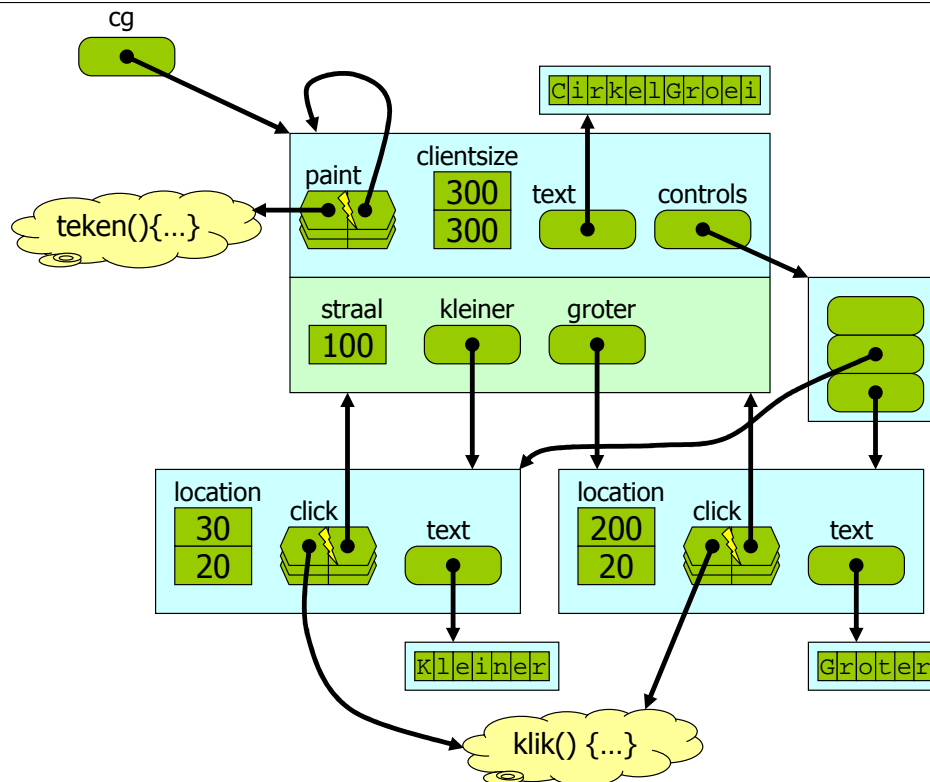 cg
CirkelGroei
paint
clientsize
300
300
text
controls
teken(){…}
straal
100
kleiner
groter
location
30
20
click
text
location
200
20
click
text
Kleiner
Groter
klik() {…}